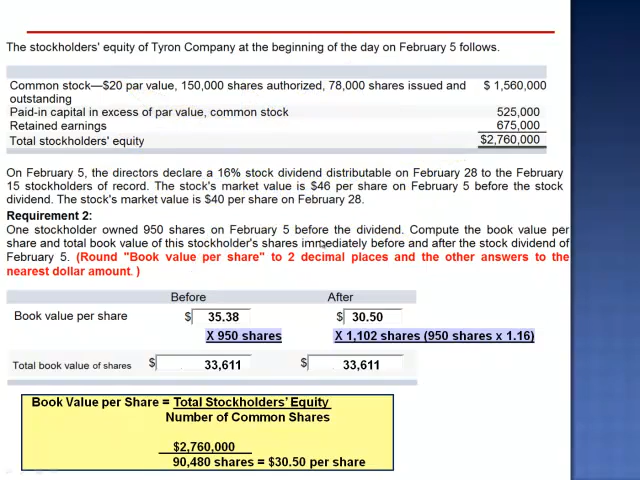 The stockholders' equity of Tyron Company at the beginning of the day on February 5 follows.
Common stock—$20 par value, 150,000 shares authorized, 78,000 shares issued and $ 1,560,000
outstanding
Paid-in capital in excess of par value, common stock 525,000
Retained earnings 675,000
Total stockholders' equity $2,760,000
On February 5, the directors declare a 16% stock dividend distributable on February 28 to the February
15 stockholders of record. The stock's market value is $46 per share on February 5 before the stock
dividend. The stock's market value is $40 per share on February 28.
Requirement 2:
One stockholder owned 950 shares on February 5 before the dividend. Compute the book value per
share and total book value of this stockholder's shares immediately before and after the stock dividend of
February 5. (Round "Book value per share" to 2 decimal places and the other answers to the
nearest dollar amount. )
Before After
Book value per share $ 35.38 $ 30.50
X 950 shares X 1,102 shares (950 shares x 1.16)
Total book value of shares $ 33,611 $ 33,611
Book Value per Share = Total Stockholders' Equity
Number of Common Shares
$2,760,000
90,480 shares = $30.50 per share